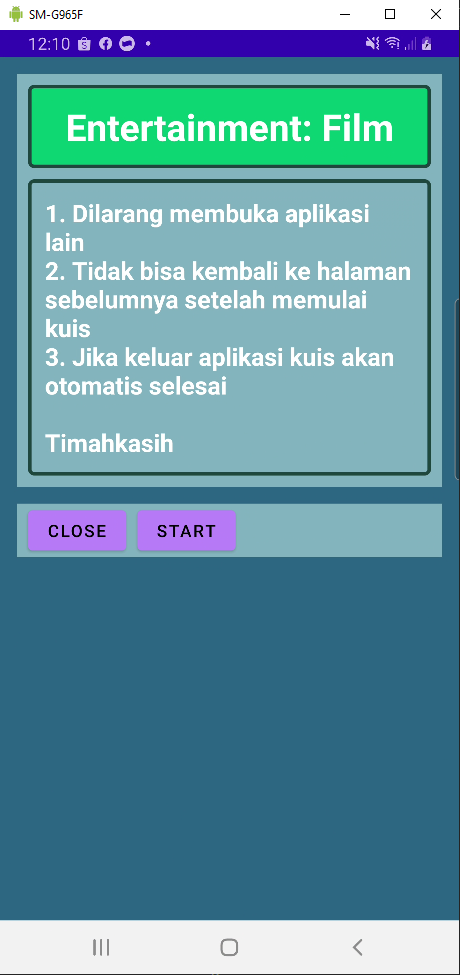 SM-G965F
12:10
Entertainment: Film
1. Dilarang membuka aplikasi
lain
2. Tidak bisa kembali ke halaman
sebelumnya setelah memulai
kuis
3. Jika keluar aplikasi kuis akan
otomatis selesai
Timahkasih
CLOSE START